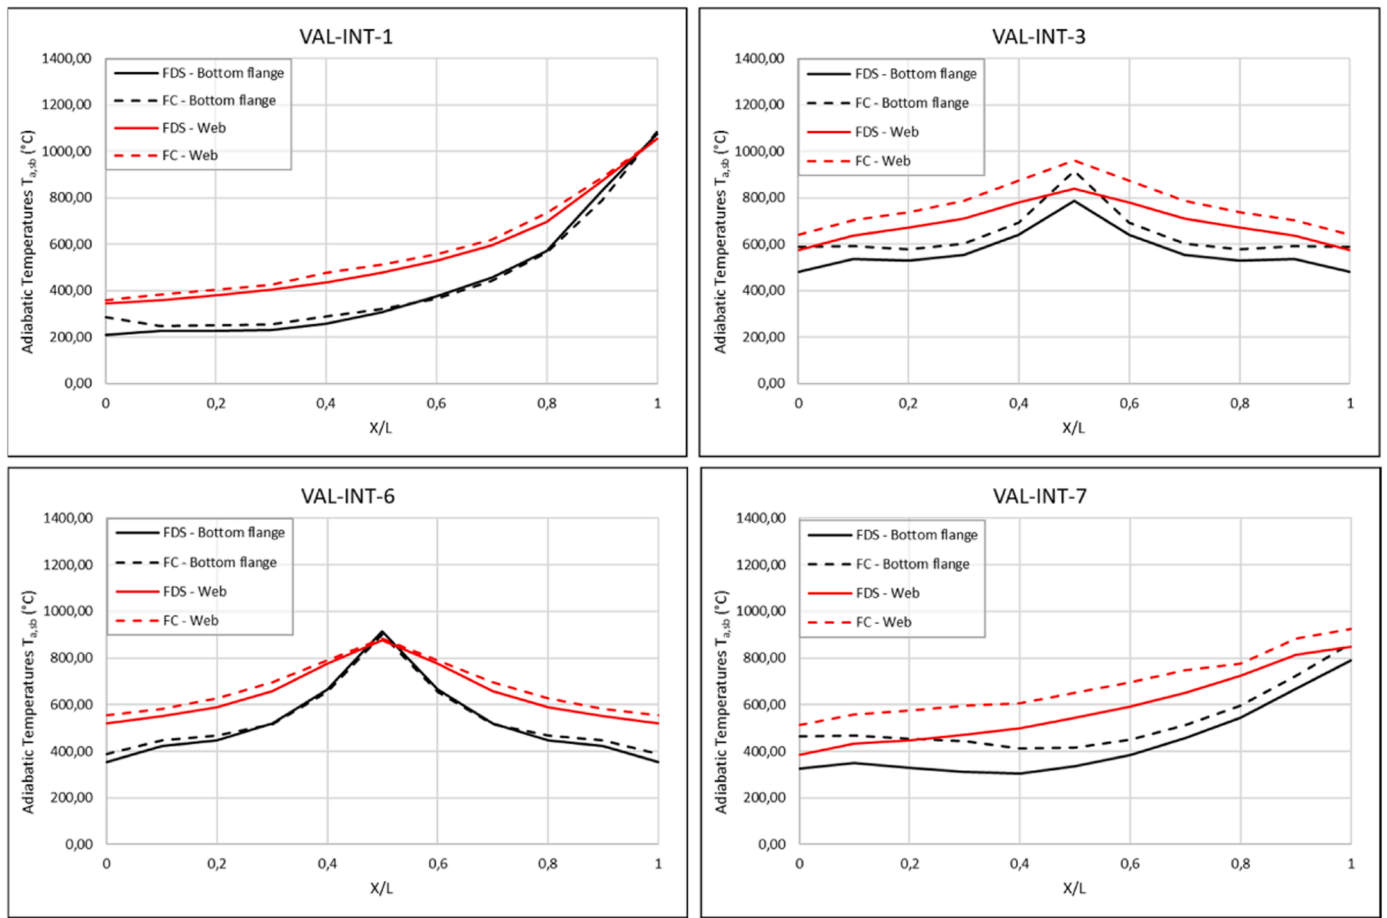 VAL-INT-1
1400,00
1200,00
1000,00
800,00
600,00
400,00
200,00
0,00
Adiabatic Temperatures Ta,sb (°C)
FDS - Bottom flange
FC - Bottom flange
FDS - Web
FC - Web
0 0,2 0,4 0,6 0,8 1
X/L
VAL-INT-3
1400,00
1200,00
1000,00
800,00
600,00
400,00
200,00
0,00
Adiabatic Temperatures Ta,sb (°C)
FDS - Bottom flange
FC - Bottom flange
FDS - Web
FC - Web
0 0,2 0,4 0,6 0,8 1
X/L
VAL-INT-6
1400,00
1200,00
1000,00
800,00
600,00
400,00
200,00
0,00
Adiabatic Temperatures Ta,sb (°C)
FDS - Bottom flange
FC - Bottom flange
FDS - Web
FC - Web
0 0,2 0,4 0,6 0,8 1
X/L
VAL-INT-7
1400,00
1200,00
1000,00
800,00
600,00
400,00
200,00
0,00
Adiabatic Temperatures Ta,sb (°C)
FDS - Bottom flange
FC - Bottom flange
FDS - Web
FC - Web
0 0,2 0,4 0,6 0,8 1
X/L